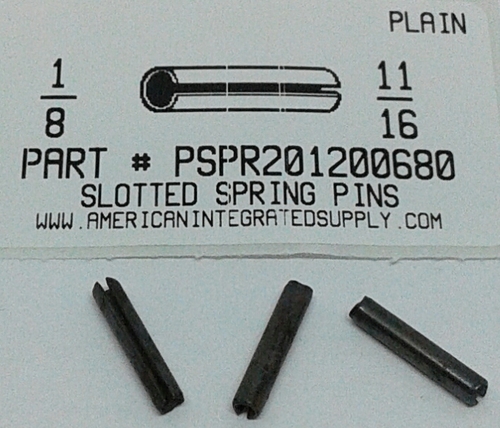 PLAIN
1/8 11/16
PART # PSPR201200680
SLOTTED SPRING PINS
WWW.AMERICANINTEGRATEDSUPPLY.COM